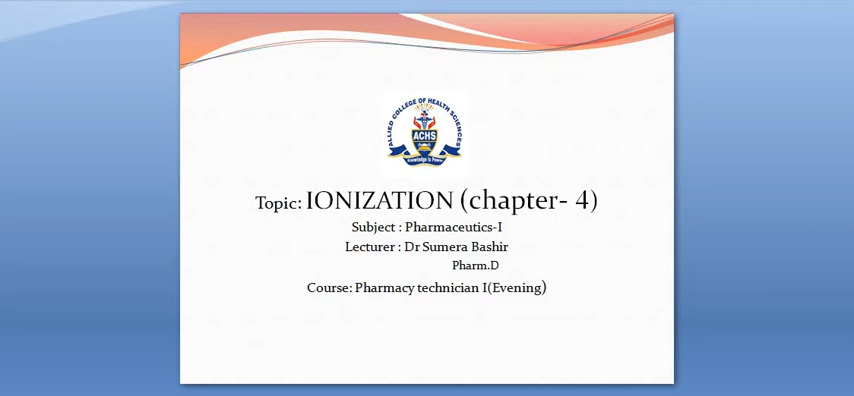 ALLIED COLLEGE OF HEALTH SCIENCES
ACHS
Knowledge is Power
Topic: IONIZATION (chapter- 4)
Subject : Pharmaceutics-I
Lecturer : Dr Sumera Bashir
Pharm.D
Course: Pharmacy technician I(Evening)